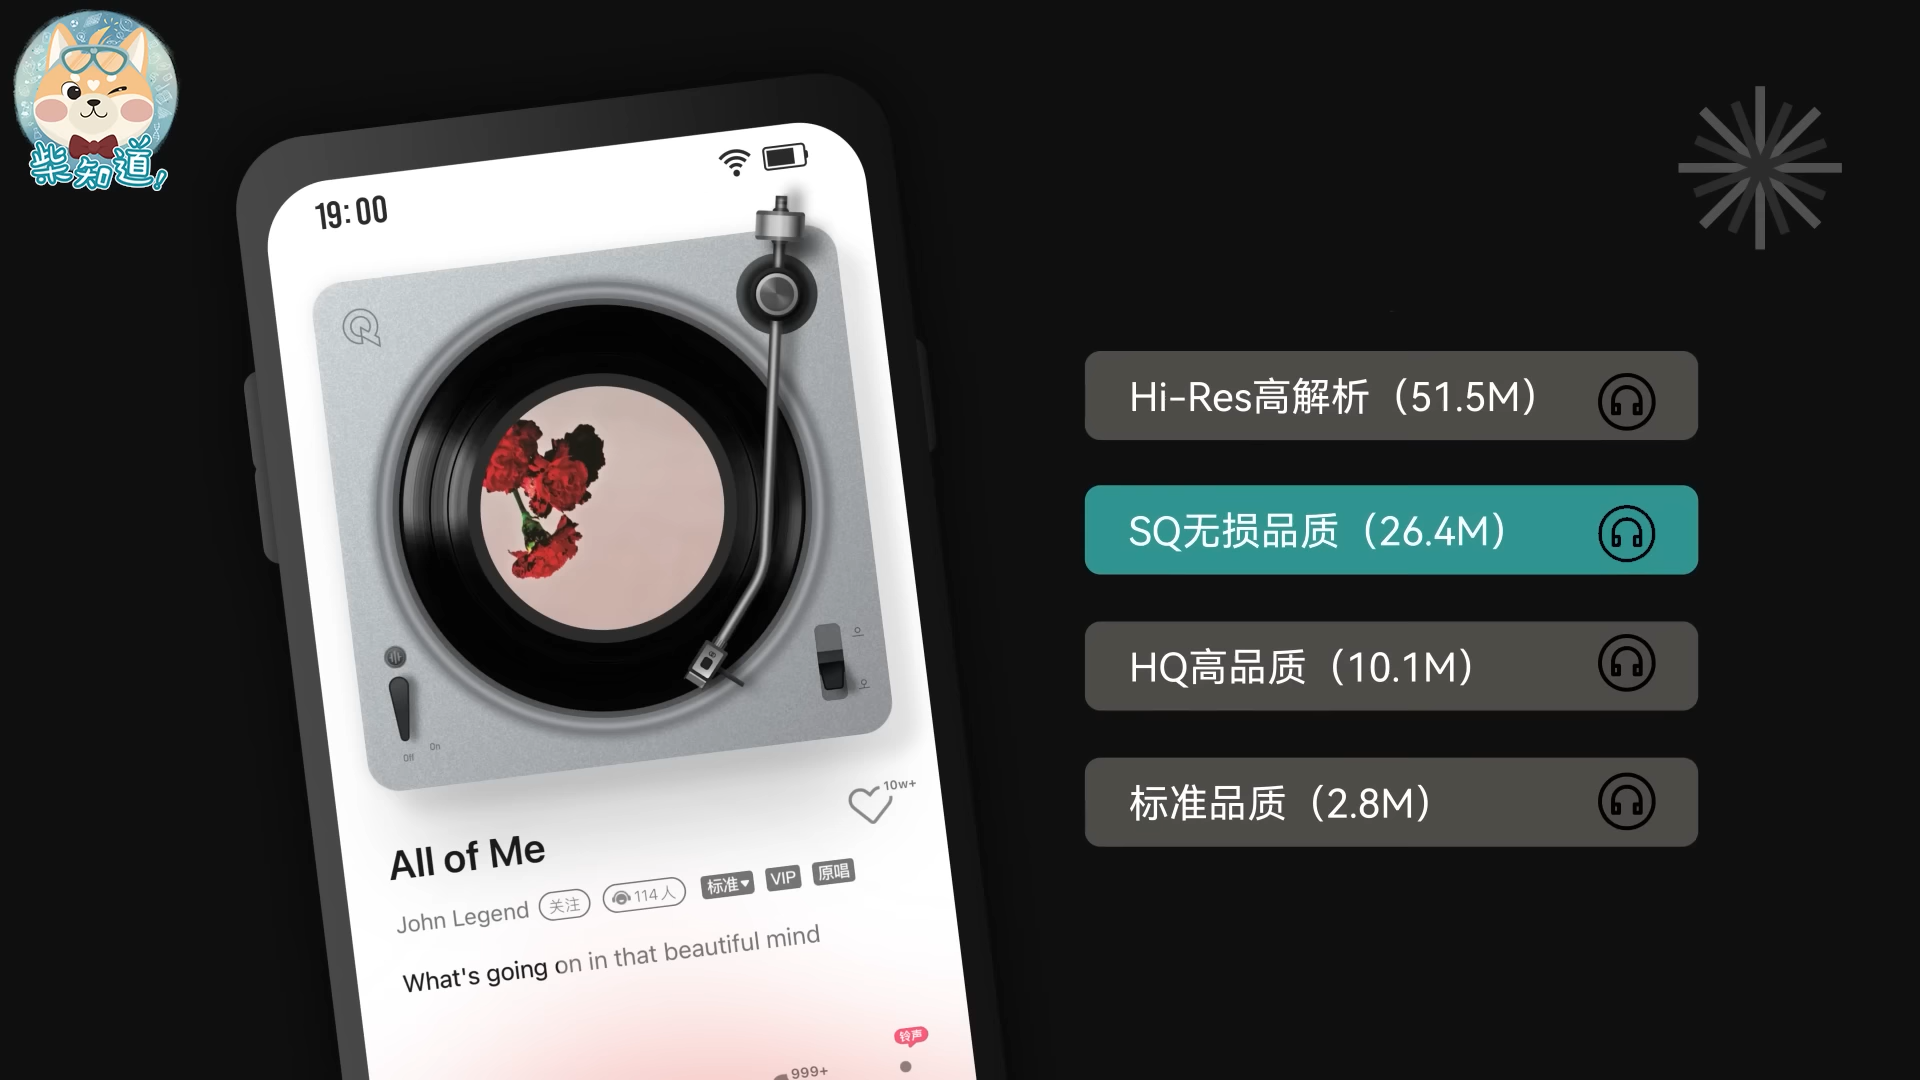 柴知道!
19:00
Off
On
10w+
All of Me
John Legend 关注 114人 标准 VIP 原唱
What's going on in that beautiful mind
铃声
999+
Hi-Res高解析（51.5M）
SQ无损品质（26.4M）
HQ高品质（10.1M）
标准品质（2.8M）